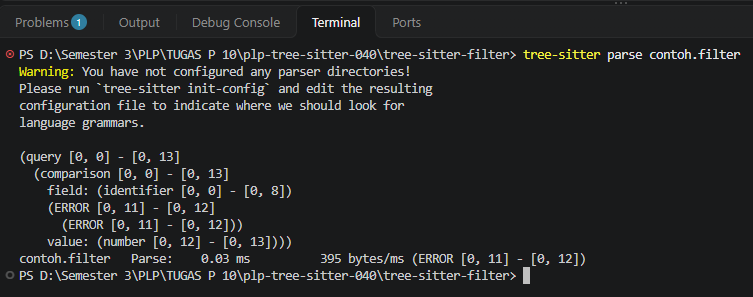 Problems 1 Output Debug Console Terminal Ports
PS D:\Semester 3\PLP\TUGAS P 10\plp-tree-sitter-040\tree-sitter-filter> tree-sitter parse contoh.filter
Warning: You have not configured any parser directories!
Please run `tree-sitter init-config` and edit the resulting
configuration file to indicate where we should look for
language grammars.

(query [0, 0] - [0, 13]
  (comparison [0, 0] - [0, 13]
    field: (identifier [0, 0] - [0, 8])
    (ERROR [0, 11] - [0, 12]
      (ERROR [0, 11] - [0, 12]))
    value: (number [0, 12] - [0, 13])))
contoh.filter   Parse:    0.03 ms          395 bytes/ms (ERROR [0, 11] - [0, 12])
PS D:\Semester 3\PLP\TUGAS P 10\plp-tree-sitter-040\tree-sitter-filter>